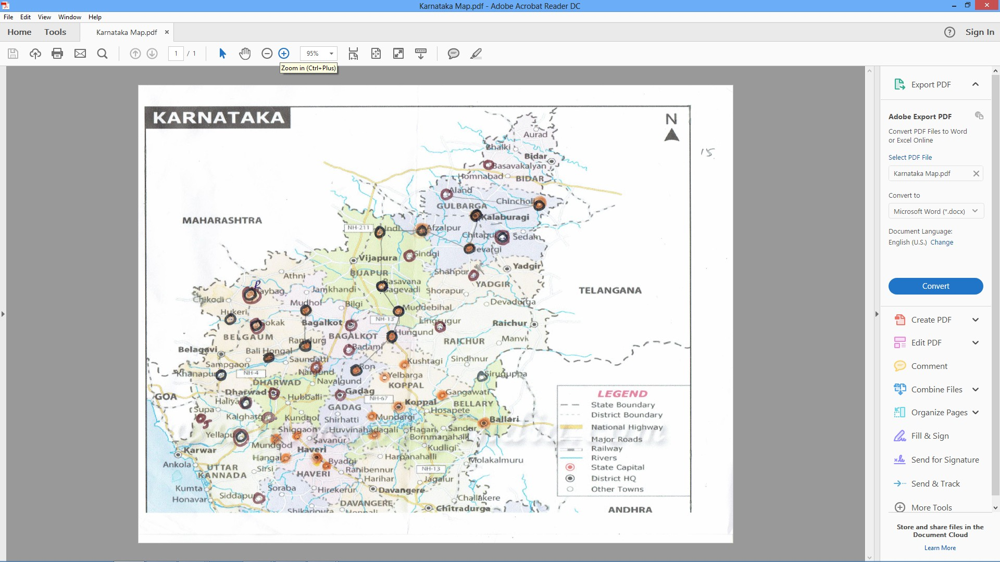 Karnataka Map.pdf - Adobe Acrobat Reader DC
File Edit View Window Help
Home Tools Karnataka Map.pdf × Sign In
1 / 1 95%
Zoom in (Ctrl+Plus)
KARNATAKA
N
15
Aurad
Bhalki
Bidar
Basavakalyan
Homnabad
BIDAR
Aland
Chincholi
GULBARGA
Kalaburagi
MAHARASHTRA
NH-211
Indi
Afzalpur
Chitapur
Sedam
Jevargi
Vijapura
Sindgi
BIJAPUR
Shahpur
Yadgir
Athni
Basavana
Bagevadi
YADGIR
TELANGANA
R
Raybag
Jamkhandi
Shorapur
Chikodi
Mudhol
Bilgi
Devadurga
Hukeri
Muddebihal
NH-13
Lingsugur
Gokak
Bagalkot
Raichur
Hungund
BELGAUM
BAGALKOT
RAICHUR
Manvi
Ramdurg
Badami
Belagavi
Bali Hongal
Saundatti
Kushtagi
Sindhnur
Sampgaon
Nargund
Ron
Khanapur
NH-4
Yelbarga
Siruguppa
DHARWAD
Navalgund
KOPPAL
Dharwad
Gadag
Gangawati
GOA
Haliyal
Hubballi
NH-67
Koppal
BELLARY
Supa
GADAG
Hosapete
Kalghatgi
Kundgol
Shirhatti
Mundargi
Ballari
Yellapur
Shiggaon
Huvvinahadagali
Hagari
Sandur
Bornmanahalli
Savanur
Mundgod
Haveri
Kudligi
Karwar
Hangal
Byadgi
Harpanahalli
Molakalmuru
Ankola
UTTAR
KANNADA
Sirsi
HAVERI
Ranibennur
NH-13
Harihar
Jagalur
Kumta
Soraba
Hirekerur
Davangere
Honavar
Siddapur
Challakere
DAVANGERE
Chitradurga
Shikaripura
Honnali
ANDHRA
LEGEND
State Boundary
District Boundary
National Highway
Major Roads
Railway
Rivers
State Capital
District HQ
Other Towns
Export PDF
Adobe Export PDF
Convert PDF Files to Word
or Excel Online
Select PDF File
Karnataka Map.pdf
Convert to
Microsoft Word (*.docx)
Document Language:
English (U.S.) Change
Convert
Create PDF
Edit PDF
Comment
Combine Files
Organize Pages
Fill & Sign
Send for Signature
Send & Track
More Tools
Store and share files in the
Document Cloud
Learn More